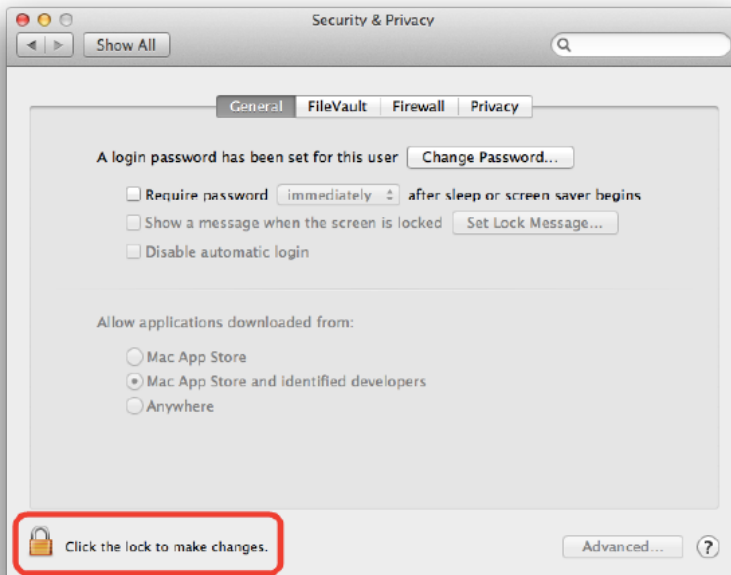 Security & Privacy
Show All
General FileVault Firewall Privacy
A login password has been set for this user Change Password...
Require password immediately after sleep or screen saver begins
Show a message when the screen is locked Set Lock Message...
Disable automatic login
Allow applications downloaded from:
Mac App Store
Mac App Store and identified developers
Anywhere
Click the lock to make changes.
Advanced... ?